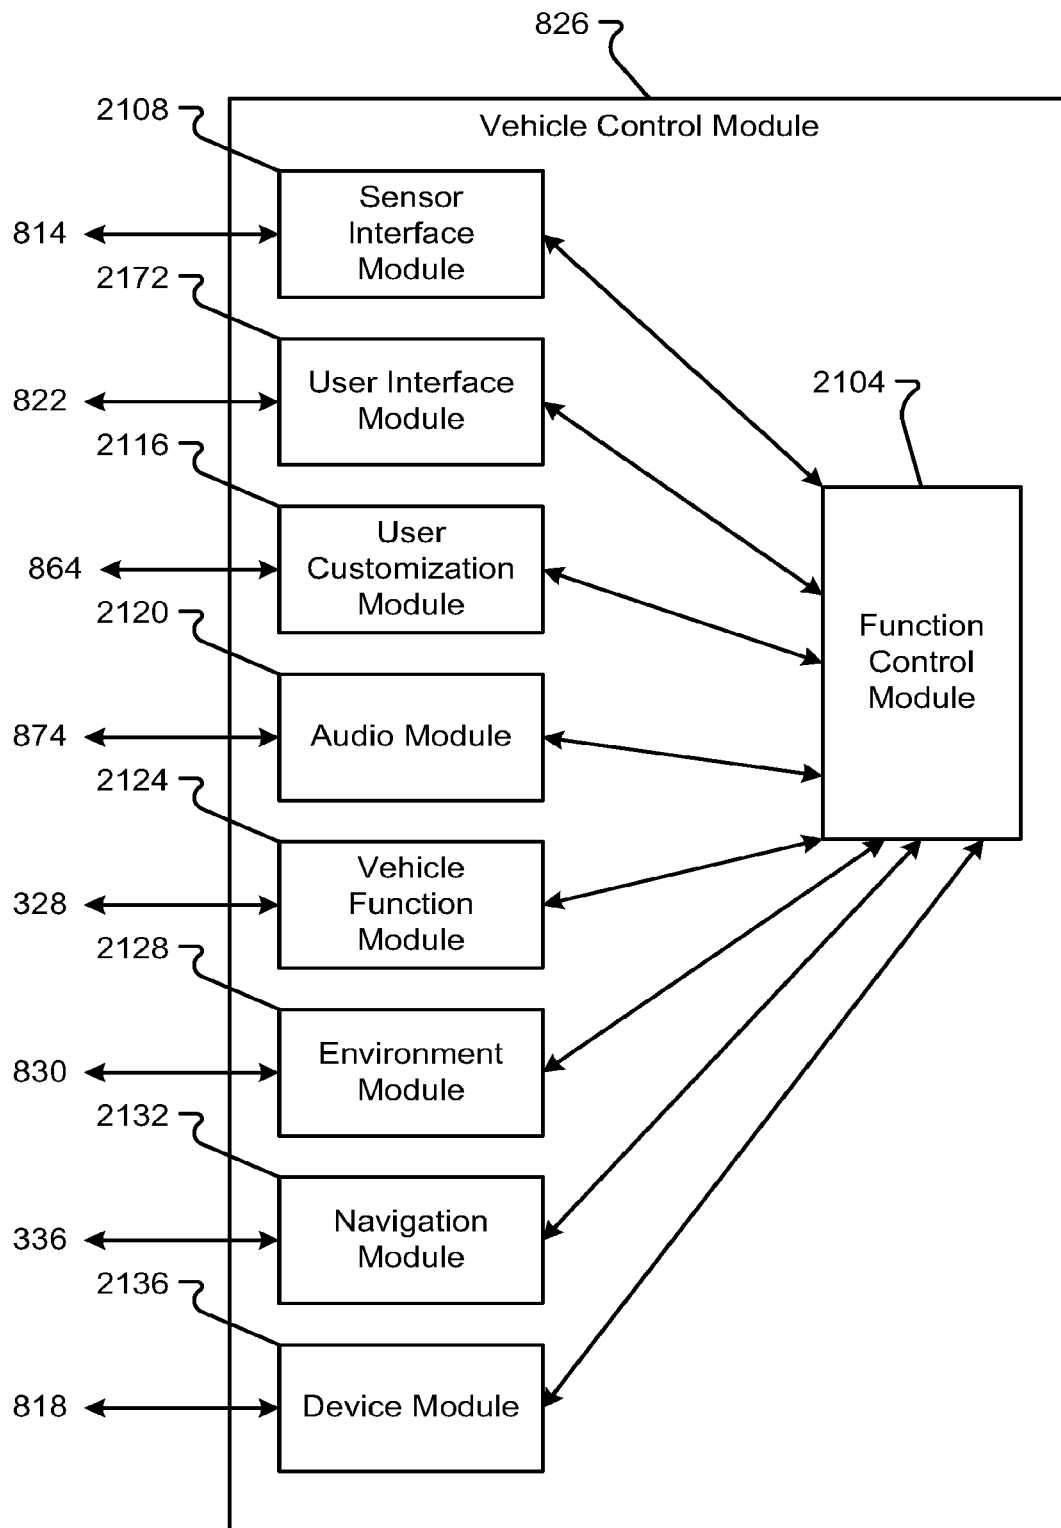 826
Vehicle Control Module
2108
Sensor
Interface
Module
814
2172
User Interface
Module
822
2104
2116
User
Customization
Module
864
Function
Control
Module
2120
Audio Module
874
2124
Vehicle
Function
Module
328
2128
Environment
Module
830
2132
Navigation
Module
336
2136
Device Module
818